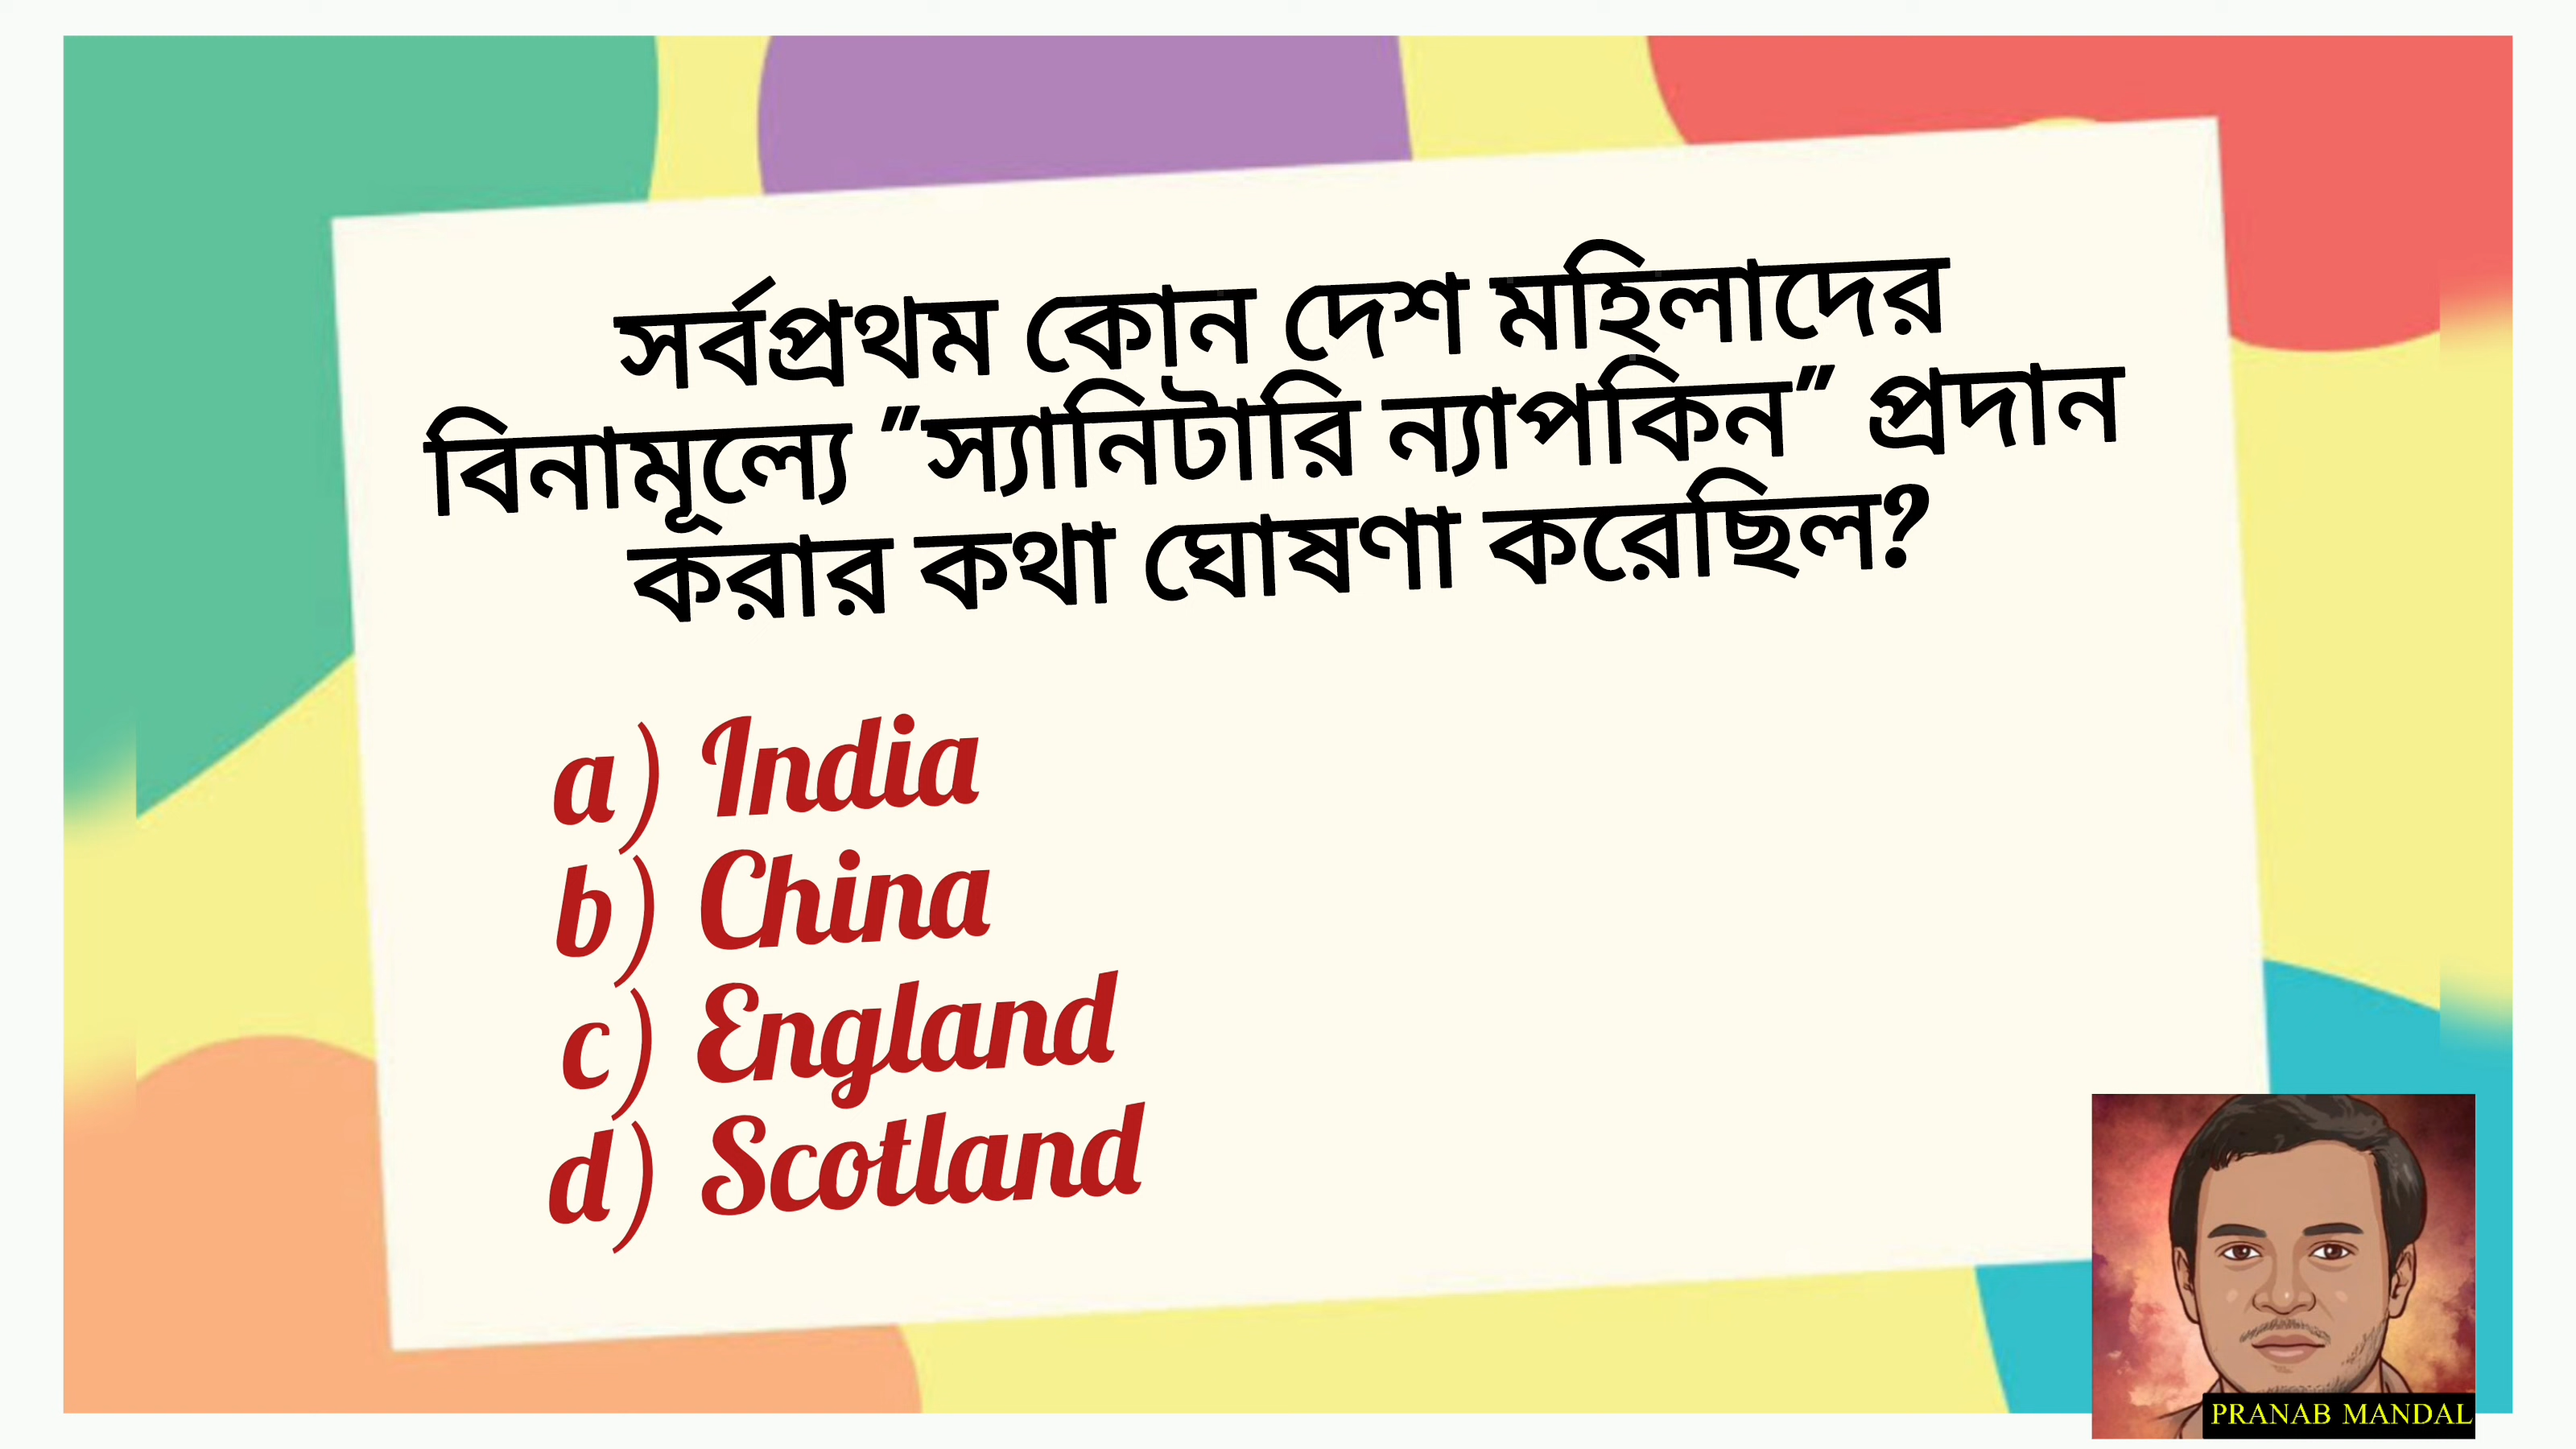 সর্বপ্রথম কোন দেশ মহিলাদের
বিনামূল্যে "স্যানিটারি ন্যাপকিন" প্রদান
করার কথা ঘোষণা করেছিল?
a) India
b) China
c) England
d) Scotland
PRANAB MANDAL